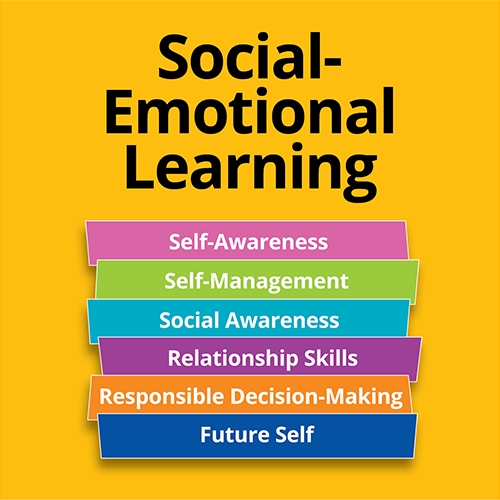 Social-
Emotional
Learning
Self-Awareness
Self-Management
Social Awareness
Relationship Skills
Responsible Decision-Making
Future Self